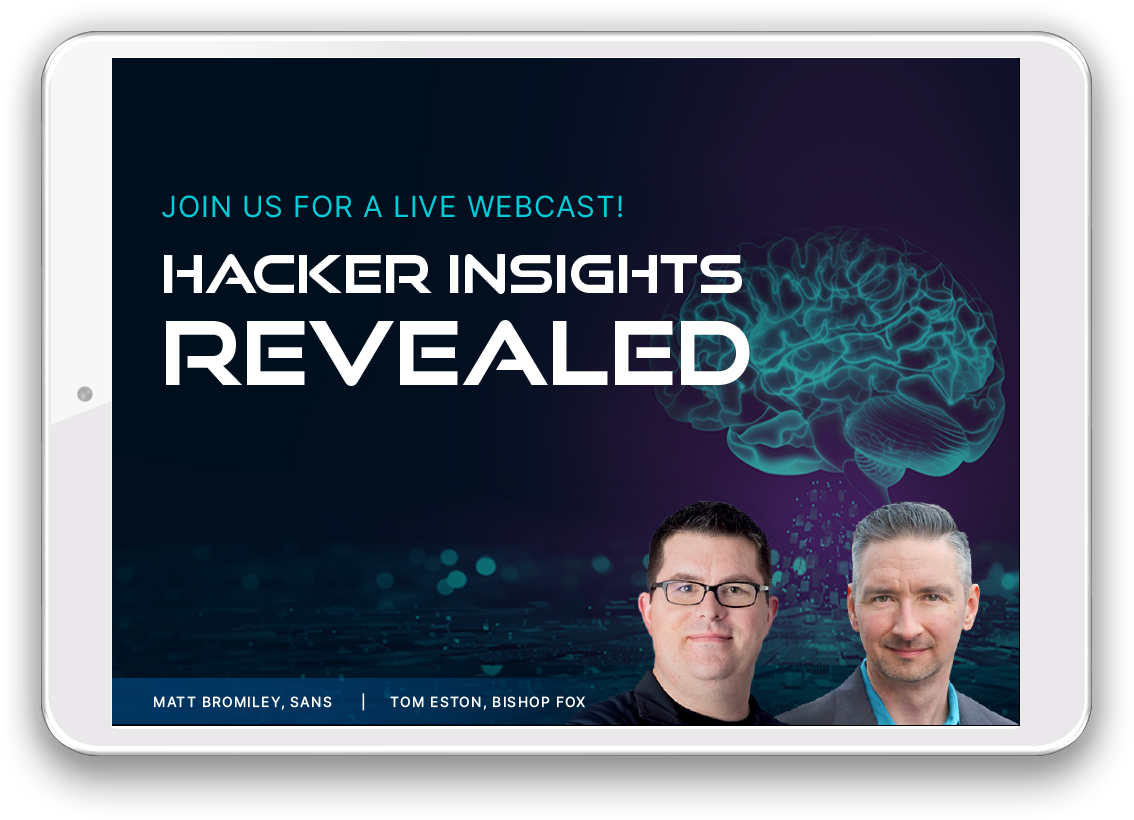 JOIN US FOR A LIVE WEBCAST!
HACKER INSIGHTS
REVEALED
MATT BROMILEY, SANS | TOM ESTON, BISHOP FOX